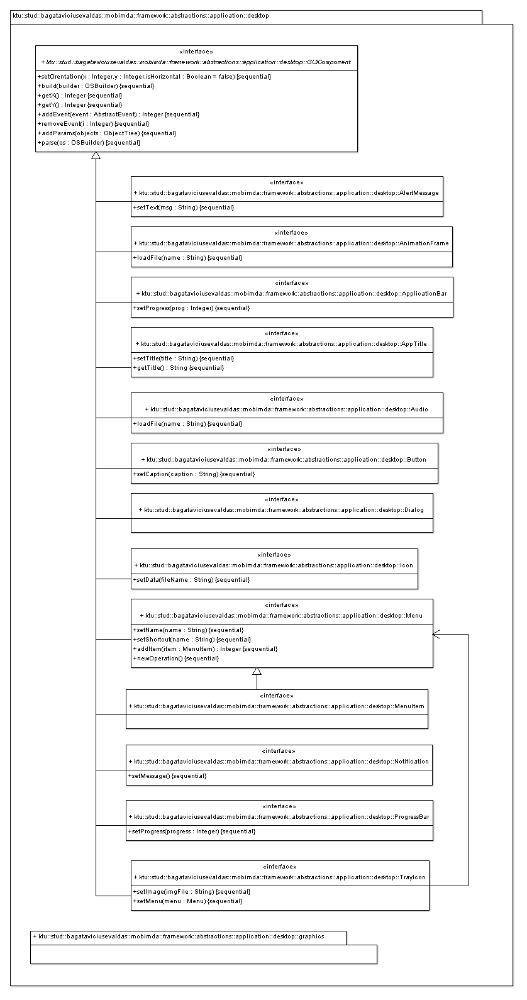 ktu::stud::bagataviciusevaldas::mobimda::framework::abstractions::application::desktop
«interface»
+ ktu::stud::bagataviciusevaldas::mobimda::framework::abstractions::application::desktop::GUIComponent
+setOrentation(x : Integer,y : Integer,isHorizontal : Boolean = false) {sequential}
+build(builder : OSBuilder) {sequential}
+getX() : Integer {sequential}
+getY() : Integer {sequential}
+addEvent(event : AbstractEvent) : Integer {sequential}
+removeEvent(i : Integer) {sequential}
+addParams(objects : ObjectTree) {sequential}
+parse(os : OSBuilder) {sequential}
«interface»
+ ktu::stud::bagataviciusevaldas::mobimda::framework::abstractions::application::desktop::AlertMessage
+setText(msg : String) {sequential}
«interface»
+ ktu::stud::bagataviciusevaldas::mobimda::framework::abstractions::application::desktop::AnimationFrame
+loadFile(name : String) {sequential}
«interface»
+ ktu::stud::bagataviciusevaldas::mobimda::framework::abstractions::application::desktop::ApplicationBar
+setProgress(prog : Integer) {sequential}
«interface»
+ ktu::stud::bagataviciusevaldas::mobimda::framework::abstractions::application::desktop::AppTitle
+setTitle(title : String) {sequential}
+getTitle() : String {sequential}
«interface»
+ ktu::stud::bagataviciusevaldas::mobimda::framework::abstractions::application::desktop::Audio
+loadFile(name : String) {sequential}
«interface»
+ ktu::stud::bagataviciusevaldas::mobimda::framework::abstractions::application::desktop::Button
+setCaption(caption : String) {sequential}
«interface»
+ ktu::stud::bagataviciusevaldas::mobimda::framework::abstractions::application::desktop::Dialog
«interface»
+ ktu::stud::bagataviciusevaldas::mobimda::framework::abstractions::application::desktop::Icon
+setData(fileName : String) {sequential}
«interface»
+ ktu::stud::bagataviciusevaldas::mobimda::framework::abstractions::application::desktop::Menu
+setName(name : String) {sequential}
+setShortcut(name : String) {sequential}
+addItem(item : MenuItem) : Integer {sequential}
+newOperation() {sequential}
«interface»
+ ktu::stud::bagataviciusevaldas::mobimda::framework::abstractions::application::desktop::MenuItem
«interface»
+ ktu::stud::bagataviciusevaldas::mobimda::framework::abstractions::application::desktop::Notification
+setMessage() {sequential}
«interface»
+ ktu::stud::bagataviciusevaldas::mobimda::framework::abstractions::application::desktop::ProgressBar
+setProgress(progress : Integer) {sequential}
«interface»
+ ktu::stud::bagataviciusevaldas::mobimda::framework::abstractions::application::desktop::TrayIcon
+setImage(imgFile : String) {sequential}
+setMenu(menu : Menu) {sequential}
+ ktu::stud::bagataviciusevaldas::mobimda::framework::abstractions::application::desktop::graphics